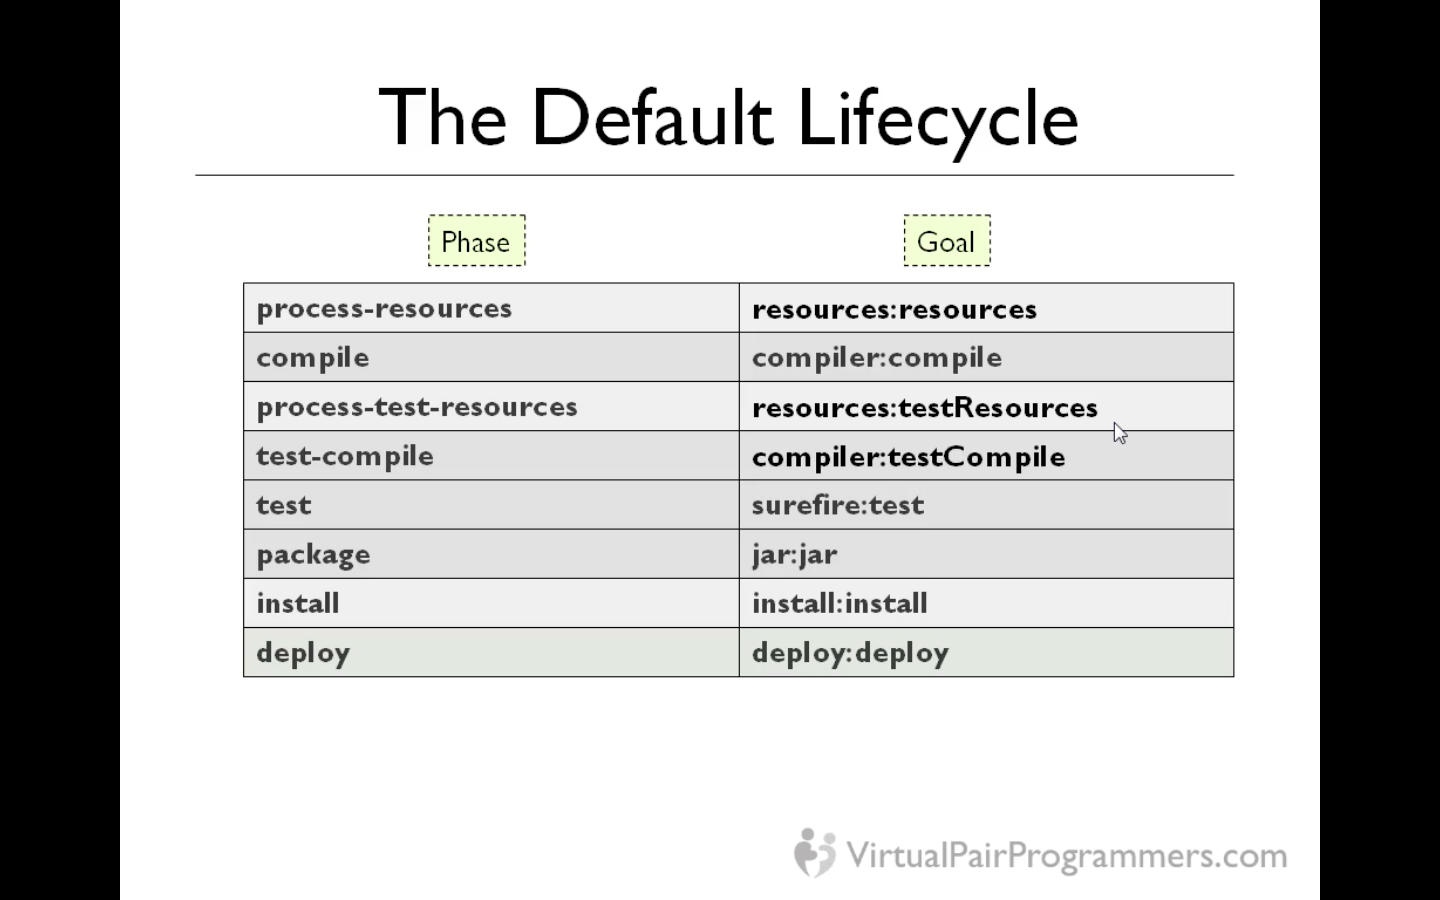 The Default Lifecycle
Phase Goal
process-resources resources:resources
compile compiler:compile
process-test-resources resources:testResources
test-compile compiler:testCompile
test surefire:test
package jar:jar
install install:install
deploy deploy:deploy
VirtualPairProgrammers.com